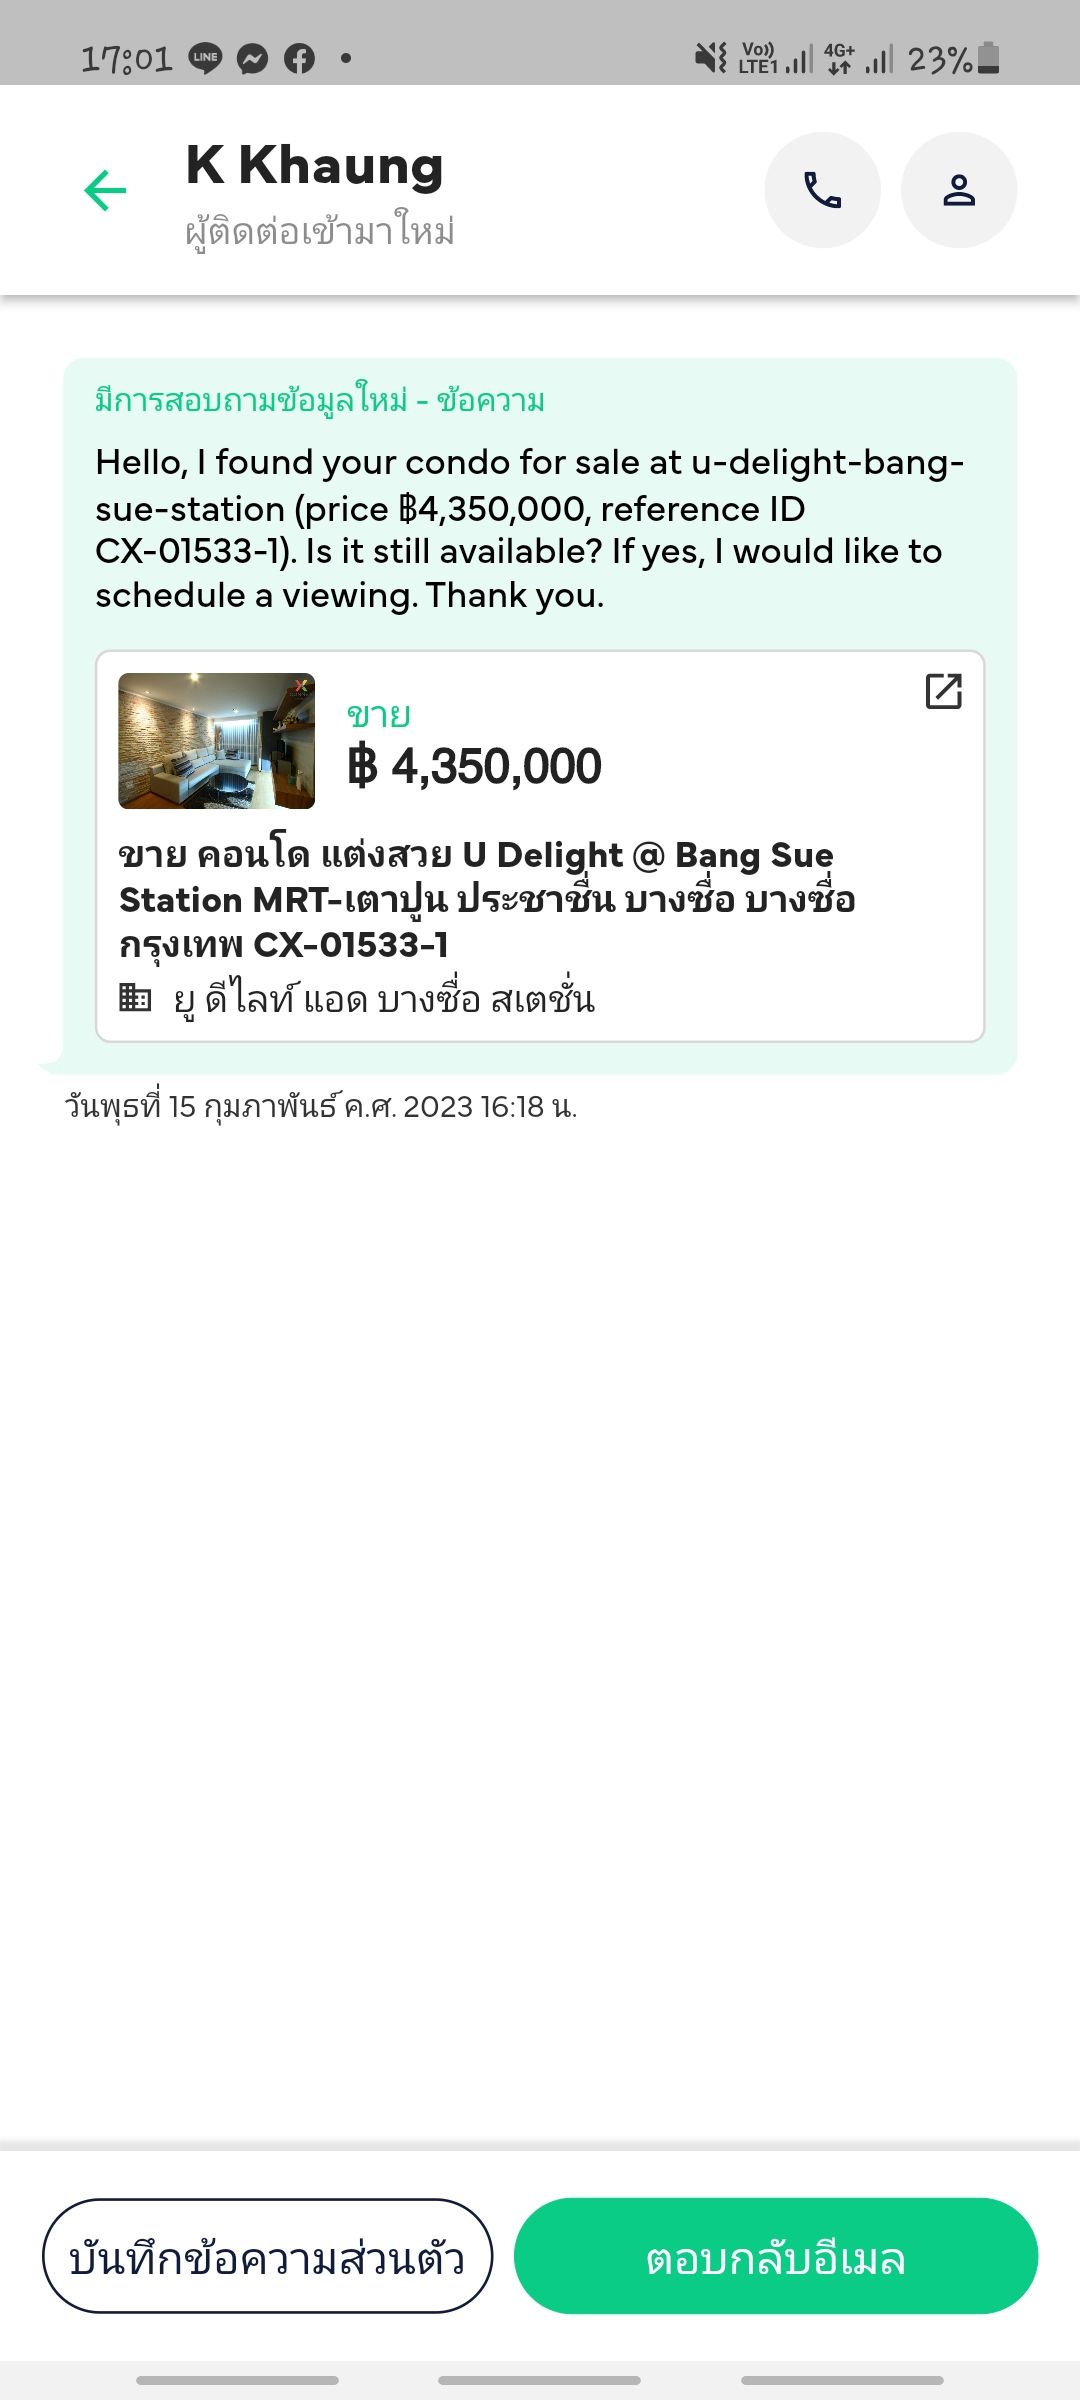 17:01 LINE Vo)) LTE1 4G+ 23%
K Khaung
ผู้ติดต่อเข้ามาใหม่
มีการสอบถามข้อมูลใหม่ - ข้อความ
Hello, I found your condo for sale at u-delight-bang-
sue-station (price ฿4,350,000, reference ID
CX-01533-1). Is it still available? If yes, I would like to
schedule a viewing. Thank you.
ขาย
฿ 4,350,000
ขาย คอนโด แต่งสวย U Delight @ Bang Sue
Station MRT-เตาปูน ประชาชื่น บางซื่อ บางซื่อ
กรุงเทพ CX-01533-1
ยู ดีไลท์ แอด บางซื่อ สเตชั่น
วันพุธที่ 15 กุมภาพันธ์ ค.ศ. 2023 16:18 น.
บันทึกข้อความส่วนตัว
ตอบกลับอีเมล